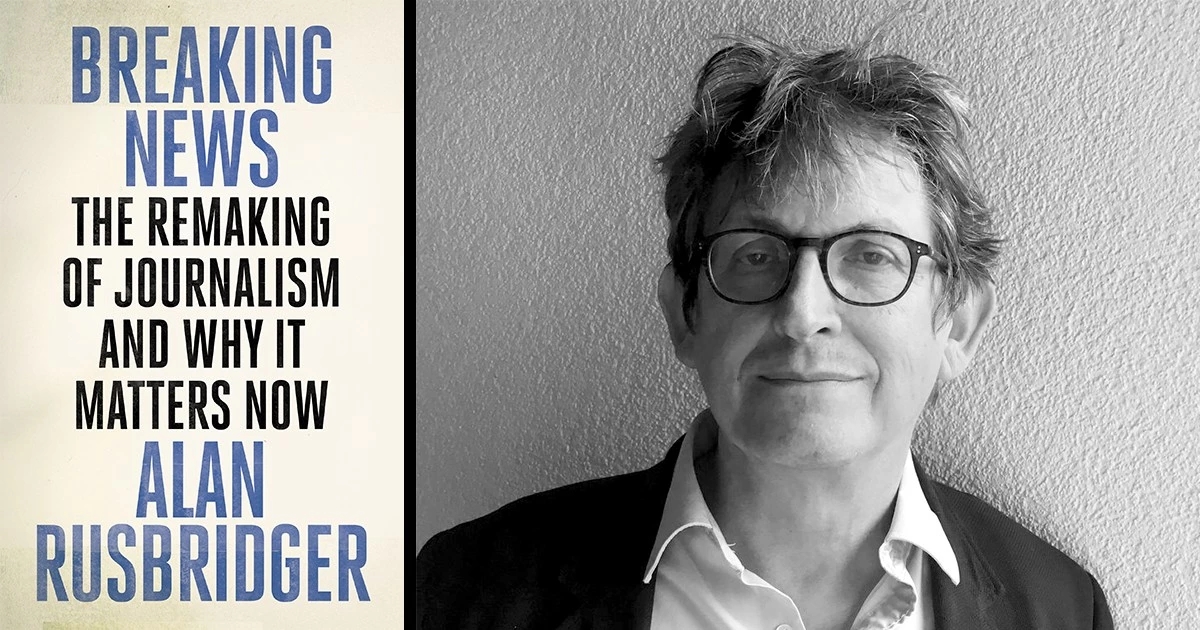 BREAKING
NEWS
THE REMAKING
OF JOURNALISM
AND WHY IT
MATTERS NOW
ALAN
RUSBRIDGER